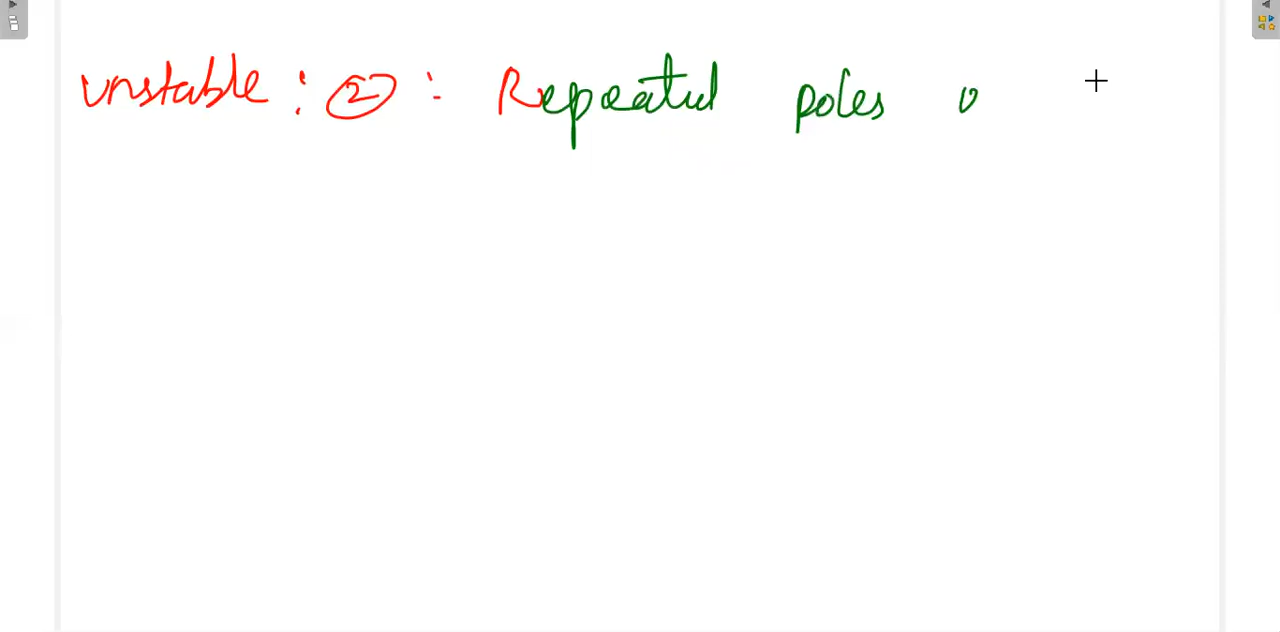 unstable : ② : Repeated poles o